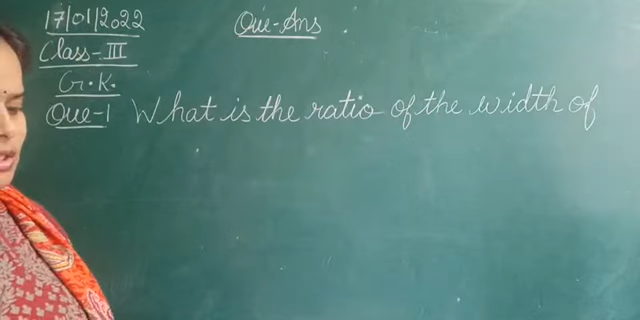 17/01/2022
Que-Ans
Class-III
G.K.
Que-1 What is the ratio of the width of